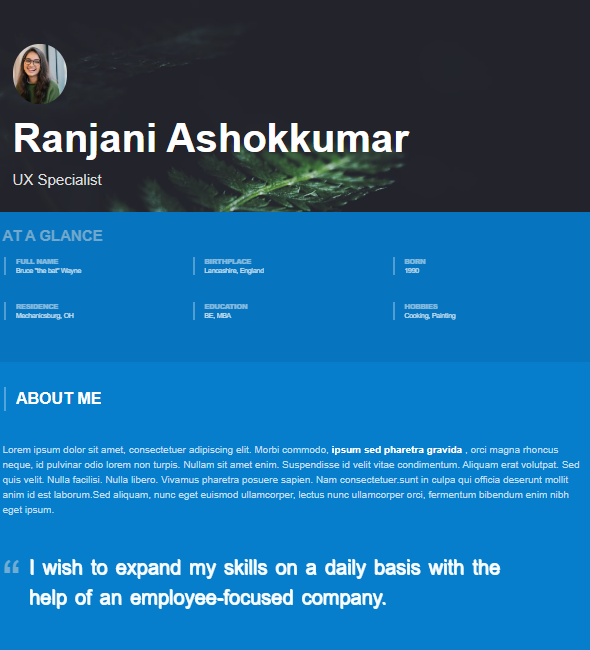 Ranjani Ashokkumar
UX Specialist
AT A GLANCE
FULL NAME
Bruce "the bat" Wayne
BIRTHPLACE
Lancashire, England
BORN
1990
RESIDENCE
Mechanicsburg, OH
EDUCATION
BE, MBA
HOBBIES
Cooking, Painting
ABOUT ME
Lorem ipsum dolor sit amet, consectetuer adipiscing elit. Morbi commodo, ipsum sed pharetra gravida , orci magna rhoncus
neque, id pulvinar odio lorem non turpis. Nullam sit amet enim. Suspendisse id velit vitae condimentum. Aliquam erat volutpat. Sed
quis velit. Nulla facilisi. Nulla libero. Vivamus pharetra posuere sapien. Nam consectetuer.sunt in culpa qui officia deserunt mollit
anim id est laborum.Sed aliquam, nunc eget euismod ullamcorper, lectus nunc ullamcorper orci, fermentum bibendum enim nibh
eget ipsum.
“ I wish to expand my skills on a daily basis with the
help of an employee-focused company.